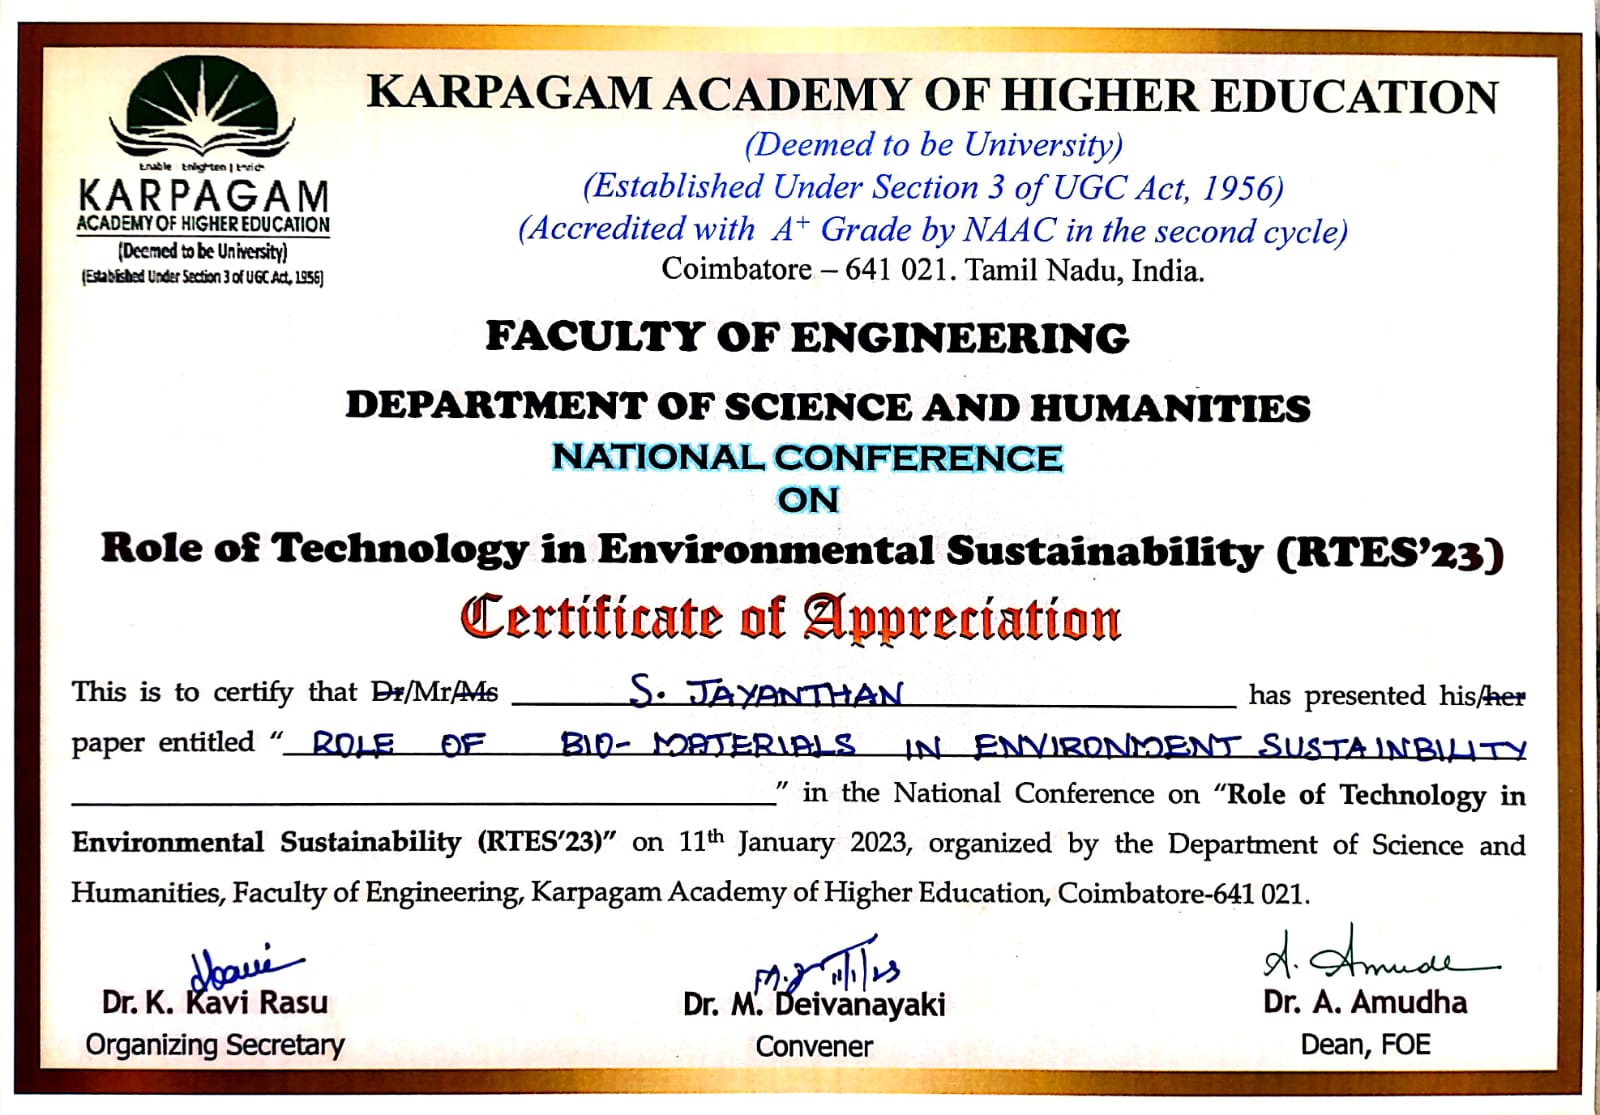 Enable | Enlighten | Enrich
KARPAGAM
ACADEMY OF HIGHER EDUCATION
(Deemed to be University)
(Established Under Section 3 of UGC Act, 1956)
KARPAGAM ACADEMY OF HIGHER EDUCATION
(Deemed to be University)
(Established Under Section 3 of UGC Act, 1956)
(Accredited with A+ Grade by NAAC in the second cycle)
Coimbatore – 641 021. Tamil Nadu, India.
FACULTY OF ENGINEERING
DEPARTMENT OF SCIENCE AND HUMANITIES
NATIONAL CONFERENCE
ON
Role of Technology in Environmental Sustainability (RTES'23)
Certificate of Appreciation
This is to certify that Dr/Mr/Ms S. JAYANTHAN has presented his/her
paper entitled “ ROLE OF BIO- MATERIALS IN ENVIRONMENT SUSTAINBILITY
” in the National Conference on “Role of Technology in
Environmental Sustainability (RTES'23)” on 11th January 2023, organized by the Department of Science and
Humanities, Faculty of Engineering, Karpagam Academy of Higher Education, Coimbatore-641 021.
11/1/23
A. Amudha
Dr. K. Kavi Rasu
Dr. M. Deivanayaki
Dr. A. Amudha
Organizing Secretary
Convener
Dean, FOE